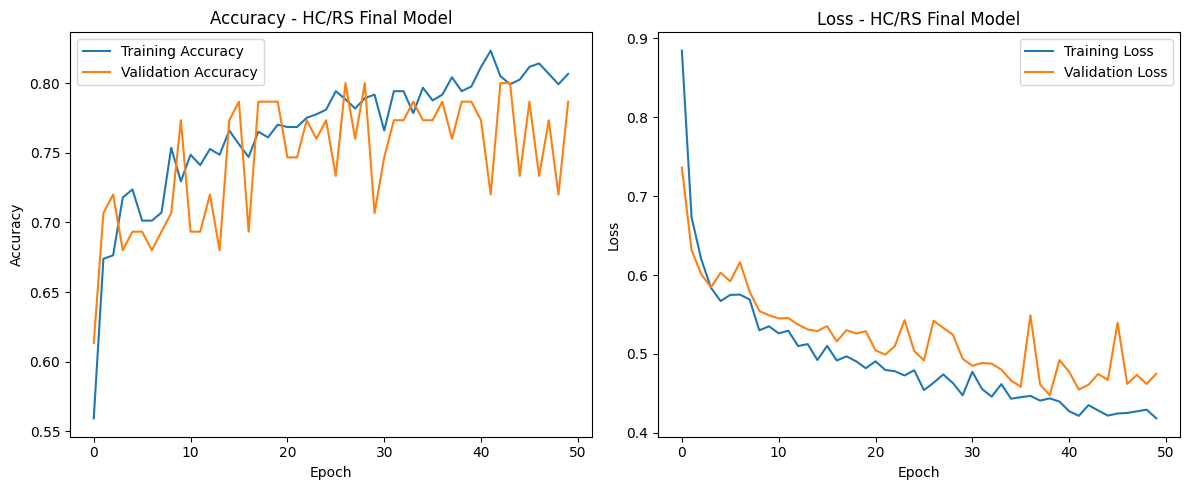 Accuracy - HC/RS Final Model
Training Accuracy
Validation Accuracy
0.80
0.75
0.70
0.65
0.60
0.55
Accuracy
0 10 20 30 40 50
Epoch
Loss - HC/RS Final Model
Training Loss
Validation Loss
0.9
0.8
0.7
0.6
0.5
0.4
Loss
0 10 20 30 40 50
Epoch